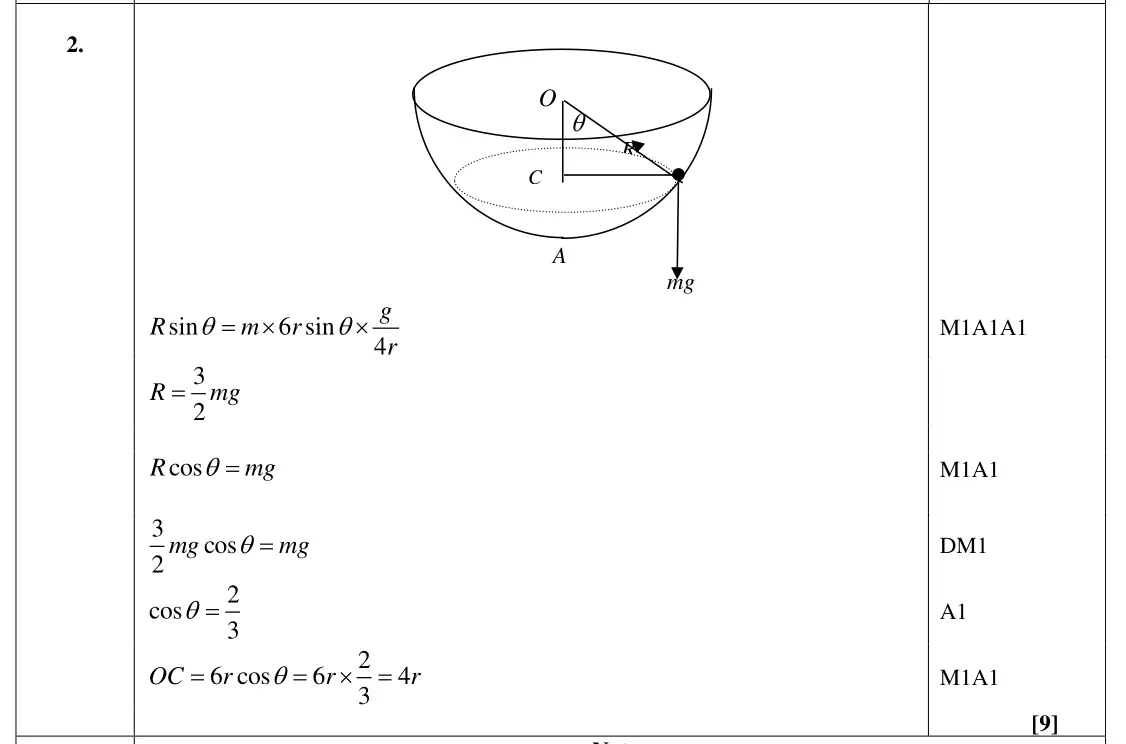 2.
O
θ
R
C
A
mg
R sin θ = m × 6r sin θ × g/4r M1A1A1
R = 3/2 mg
R cos θ = mg M1A1
3/2 mg cos θ = mg DM1
cos θ = 2/3 A1
OC = 6r cos θ = 6r × 2/3 = 4r M1A1
[9]